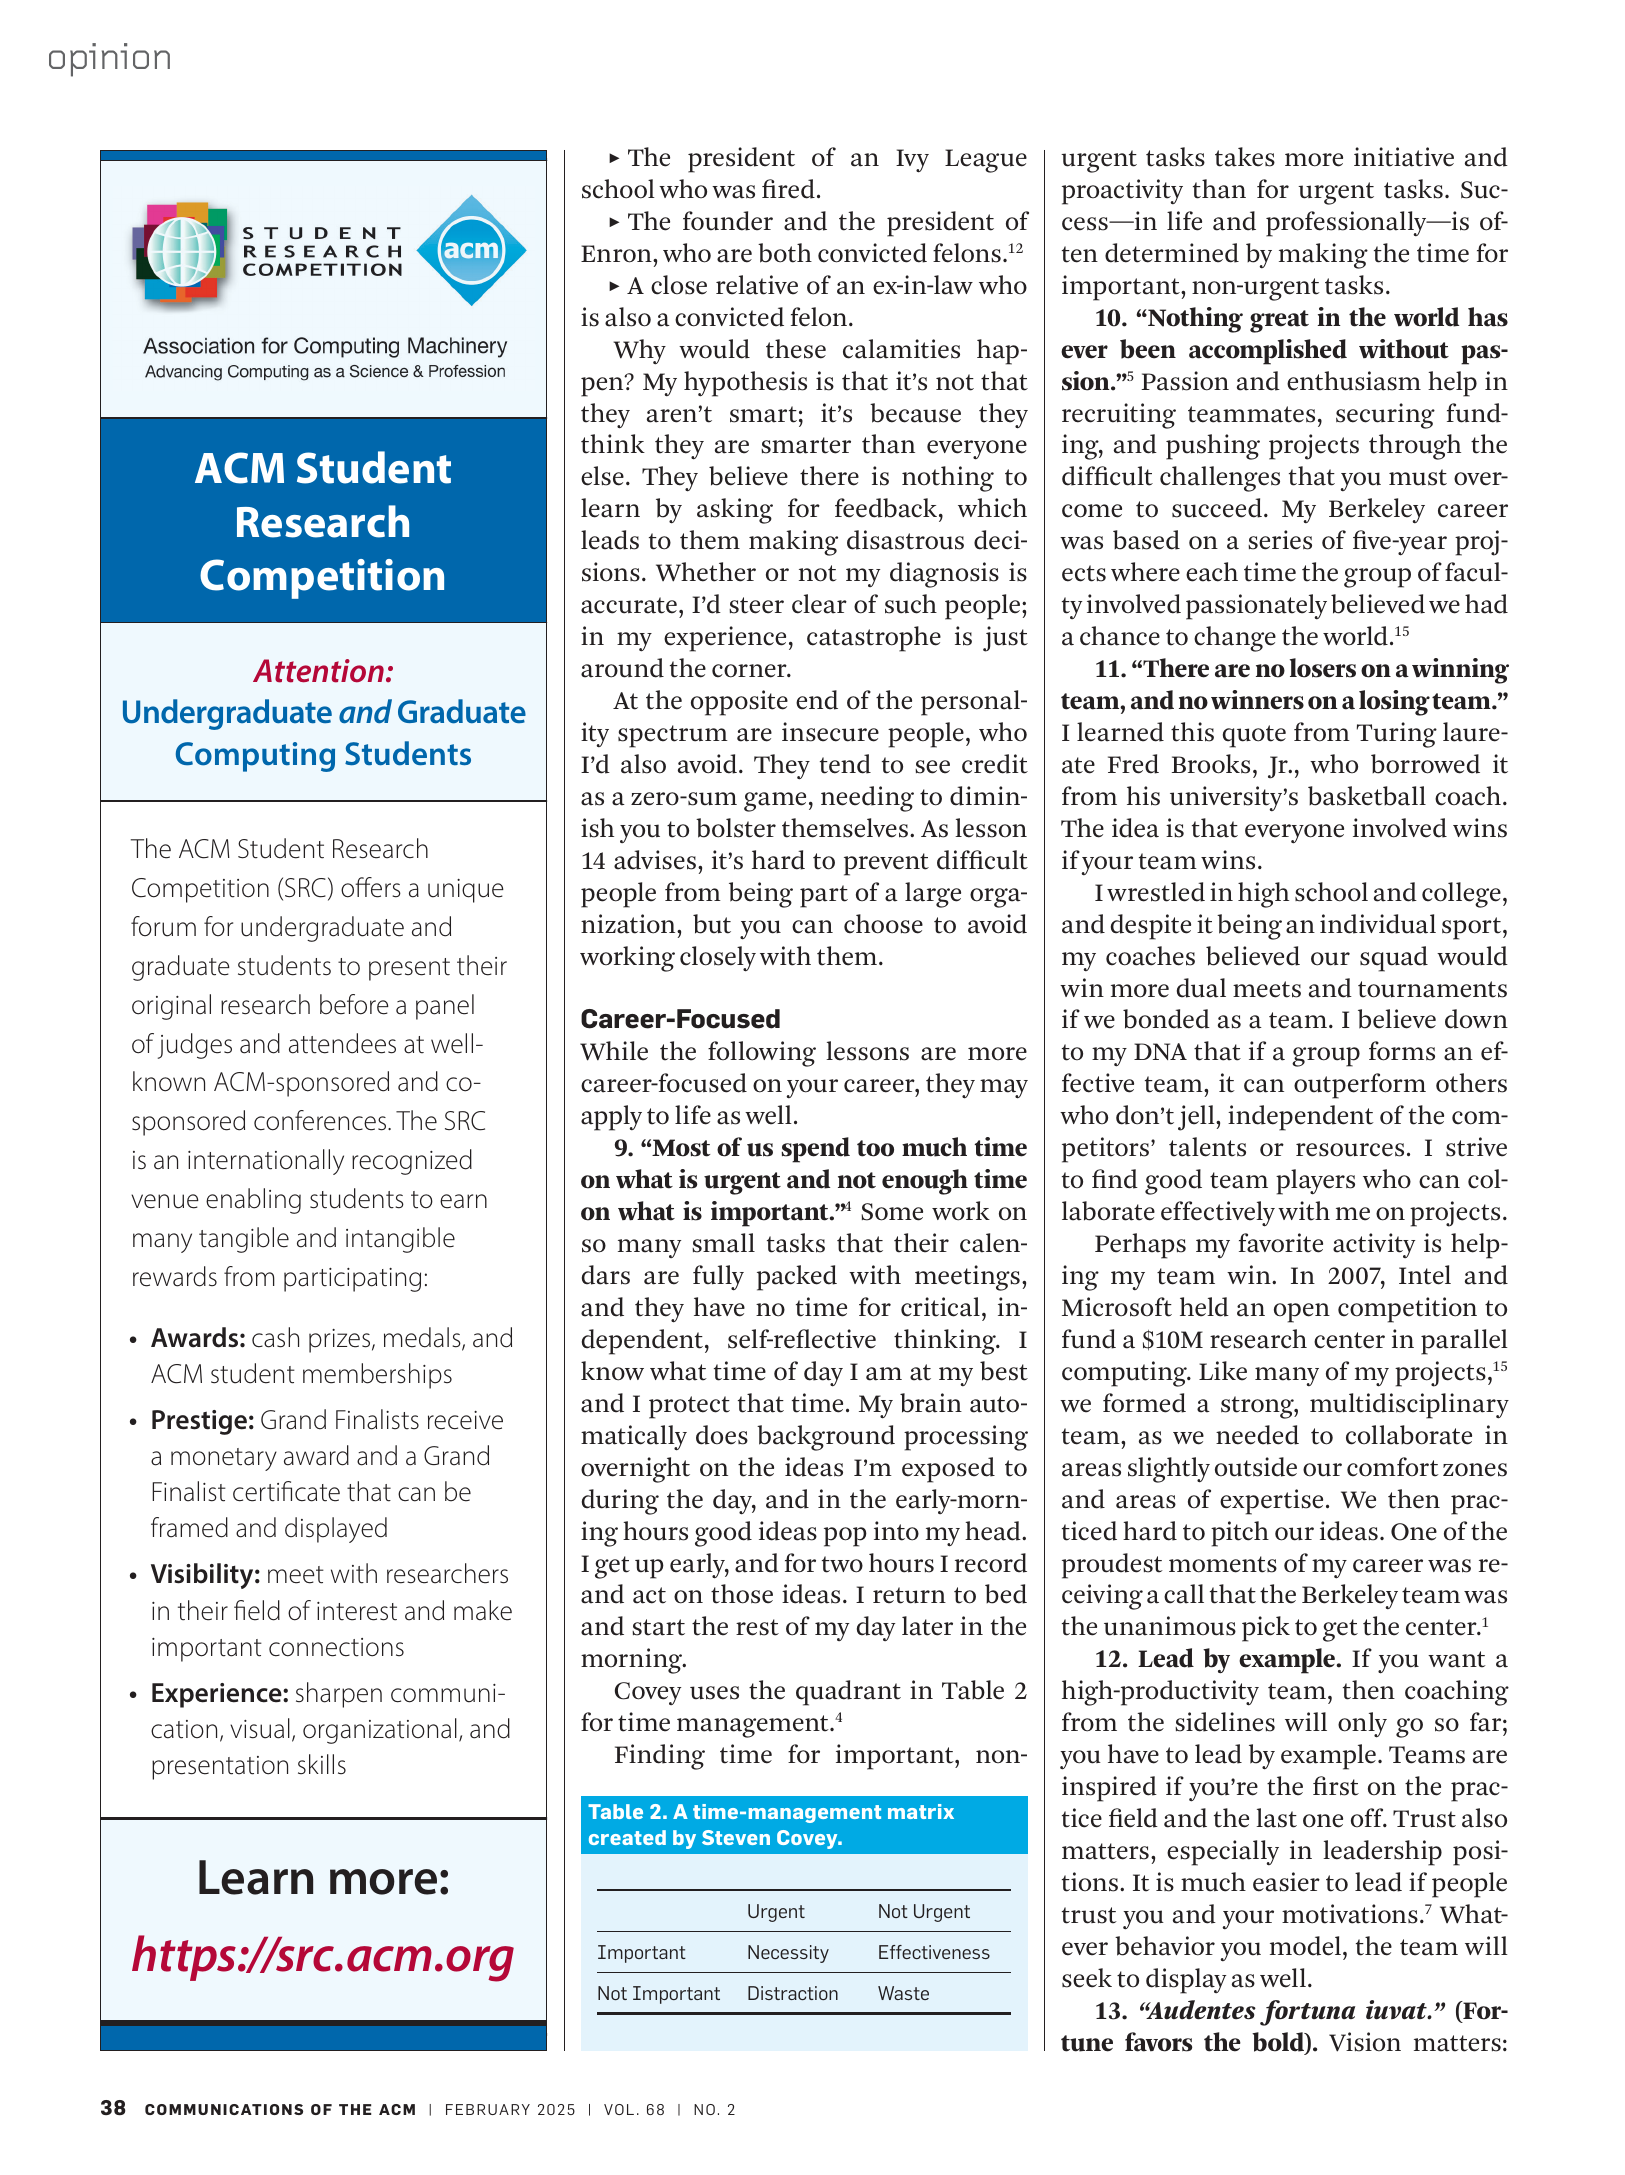 opinion
STUDENT
RESEARCH
COMPETITION
acm
Association for Computing Machinery
Advancing Computing as a Science & Profession
ACM Student
Research
Competition
Attention:
Undergraduate and Graduate
Computing Students
The ACM Student Research
Competition (SRC) offers a unique
forum for undergraduate and
graduate students to present their
original research before a panel
of judges and attendees at well-
known ACM-sponsored and co-
sponsored conferences. The SRC
is an internationally recognized
venue enabling students to earn
many tangible and intangible
rewards from participating:
• Awards: cash prizes, medals, and
ACM student memberships
• Prestige: Grand Finalists receive
a monetary award and a Grand
Finalist certificate that can be
framed and displayed
• Visibility: meet with researchers
in their field of interest and make
important connections
• Experience: sharpen communi-
cation, visual, organizational, and
presentation skills
Learn more:
https://src.acm.org
▸ The president of an Ivy League
school who was fired.
▸ The founder and the president of
Enron, who are both convicted felons.12
▸ A close relative of an ex-in-law who
is also a convicted felon.
Why would these calamities hap-
pen? My hypothesis is that it’s not that
they aren’t smart; it’s because they
think they are smarter than everyone
else. They believe there is nothing to
learn by asking for feedback, which
leads to them making disastrous deci-
sions. Whether or not my diagnosis is
accurate, I’d steer clear of such people;
in my experience, catastrophe is just
around the corner.
At the opposite end of the personal-
ity spectrum are insecure people, who
I’d also avoid. They tend to see credit
as a zero-sum game, needing to dimin-
ish you to bolster themselves. As lesson
14 advises, it’s hard to prevent difficult
people from being part of a large orga-
nization, but you can choose to avoid
working closely with them.
Career-Focused
While the following lessons are more
career-focused on your career, they may
apply to life as well.
9. “Most of us spend too much time
on what is urgent and not enough time
on what is important.”4 Some work on
so many small tasks that their calen-
dars are fully packed with meetings,
and they have no time for critical, in-
dependent, self-reflective thinking. I
know what time of day I am at my best
and I protect that time. My brain auto-
matically does background processing
overnight on the ideas I’m exposed to
during the day, and in the early-morn-
ing hours good ideas pop into my head.
I get up early, and for two hours I record
and act on those ideas. I return to bed
and start the rest of my day later in the
morning.
Covey uses the quadrant in Table 2
for time management.4
Finding time for important, non-
Table 2. A time-management matrix
created by Steven Covey.
Urgent Not Urgent
Important Necessity Effectiveness
Not Important Distraction Waste
urgent tasks takes more initiative and
proactivity than for urgent tasks. Suc-
cess—in life and professionally—is of-
ten determined by making the time for
important, non-urgent tasks.
10. “Nothing great in the world has
ever been accomplished without pas-
sion.”5 Passion and enthusiasm help in
recruiting teammates, securing fund-
ing, and pushing projects through the
difficult challenges that you must over-
come to succeed. My Berkeley career
was based on a series of five-year proj-
ects where each time the group of facul-
ty involved passionately believed we had
a chance to change the world.15
11. “There are no losers on a winning
team, and no winners on a losing team.”
I learned this quote from Turing laure-
ate Fred Brooks, Jr., who borrowed it
from his university’s basketball coach.
The idea is that everyone involved wins
if your team wins.
I wrestled in high school and college,
and despite it being an individual sport,
my coaches believed our squad would
win more dual meets and tournaments
if we bonded as a team. I believe down
to my DNA that if a group forms an ef-
fective team, it can outperform others
who don’t jell, independent of the com-
petitors’ talents or resources. I strive
to find good team players who can col-
laborate effectively with me on projects.
Perhaps my favorite activity is help-
ing my team win. In 2007, Intel and
Microsoft held an open competition to
fund a $10M research center in parallel
computing. Like many of my projects,15
we formed a strong, multidisciplinary
team, as we needed to collaborate in
areas slightly outside our comfort zones
and areas of expertise. We then prac-
ticed hard to pitch our ideas. One of the
proudest moments of my career was re-
ceiving a call that the Berkeley team was
the unanimous pick to get the center.1
12. Lead by example. If you want a
high-productivity team, then coaching
from the sidelines will only go so far;
you have to lead by example. Teams are
inspired if you’re the first on the prac-
tice field and the last one off. Trust also
matters, especially in leadership posi-
tions. It is much easier to lead if people
trust you and your motivations.7 What-
ever behavior you model, the team will
seek to display as well.
13. “Audentes fortuna iuvat.” (For-
tune favors the bold). Vision matters:
38 COMMUNICATIONS OF THE ACM | FEBRUARY 2025 | VOL. 68 | NO. 2